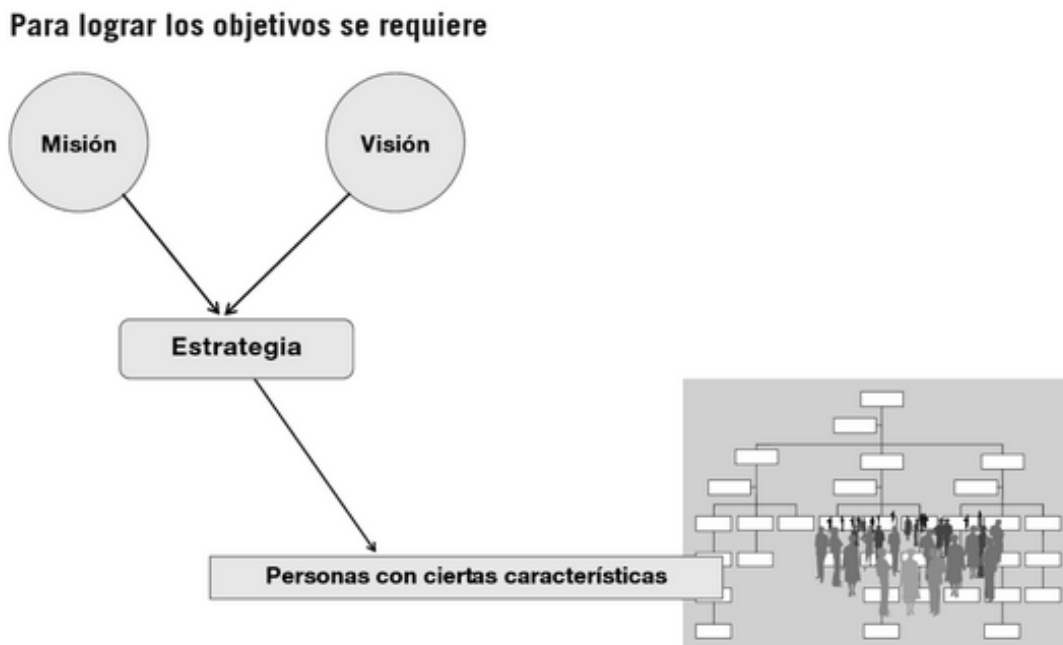 Para lograr los objetivos se requiere
Misión
Visión
Estrategia
Personas con ciertas características